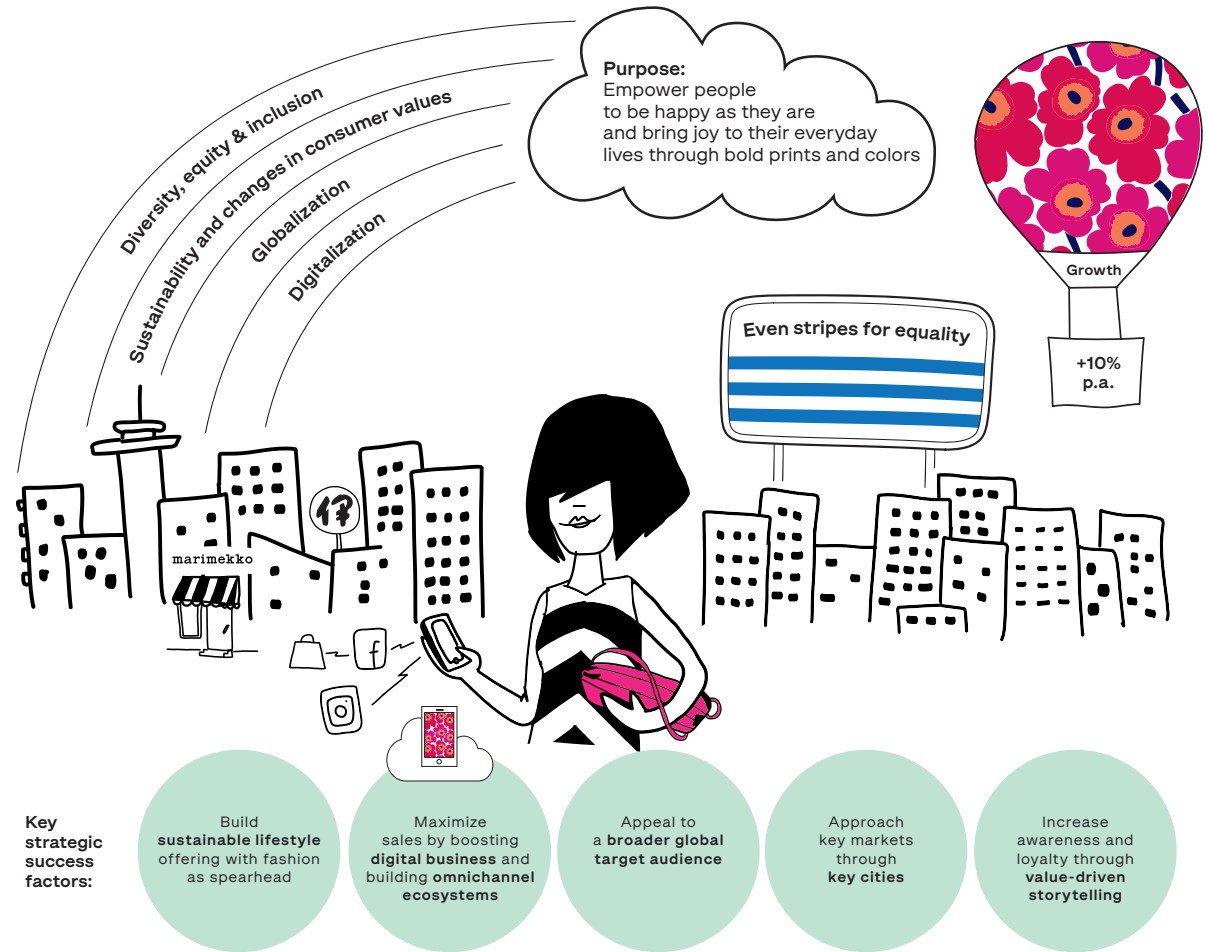 Purpose:
Empower people
to be happy as they are
and bring joy to their everyday
lives through bold prints and colors
Diversity, equity & inclusion
Sustainability and changes in consumer values
Globalization
Digitalization
Growth
+10%
p.a.
Even stripes for equality
伊
marimekko
f
Key
strategic
success
factors:
Build
sustainable lifestyle
offering with fashion
as spearhead
Maximize
sales by boosting
digital business and
building omnichannel
ecosystems
Appeal to
a broader global
target audience
Approach
key markets
through
key cities
Increase
awareness and
loyalty through
value-driven
storytelling